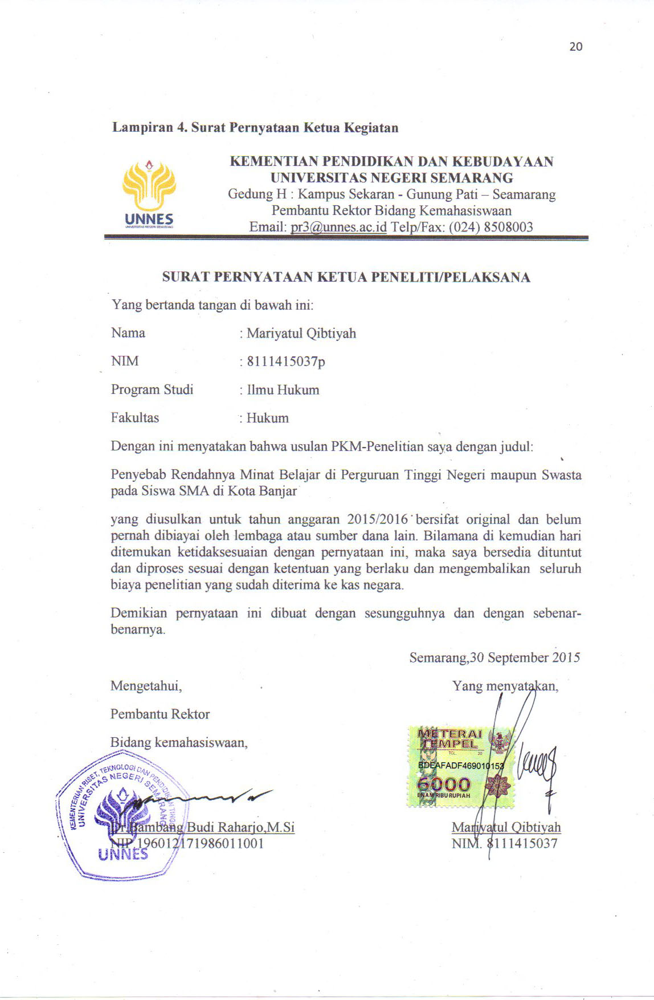 20
Lampiran 4. Surat Pernyataan Ketua Kegiatan
KEMENTIAN PENDIDIKAN DAN KEBUDAYAAN
UNIVERSITAS NEGERI SEMARANG
Gedung H : Kampus Sekaran - Gunung Pati – Seamarang
Pembantu Rektor Bidang Kemahasiswaan
Email: pr3@unnes.ac.id Telp/Fax: (024) 8508003
UNNES
UNIVERSITAS NEGERI SEMARANG
SURAT PERNYATAAN KETUA PENELITI/PELAKSANA
Yang bertanda tangan di bawah ini:
Nama : Mariyatul Qibtiyah
NIM : 8111415037p
Program Studi : Ilmu Hukum
Fakultas : Hukum
Dengan ini menyatakan bahwa usulan PKM-Penelitian saya dengan judul:
Penyebab Rendahnya Minat Belajar di Perguruan Tinggi Negeri maupun Swasta
pada Siswa SMA di Kota Banjar
yang diusulkan untuk tahun anggaran 2015/2016 bersifat original dan belum
pernah dibiayai oleh lembaga atau sumber dana lain. Bilamana di kemudian hari
ditemukan ketidaksesuaian dengan pernyataan ini, maka saya bersedia dituntut
dan diproses sesuai dengan ketentuan yang berlaku dan mengembalikan seluruh
biaya penelitian yang sudah diterima ke kas negara.
Demikian pernyataan ini dibuat dengan sesungguhnya dan dengan sebenar-
benarnya.
Semarang,30 September 2015
Mengetahui, Yang menyatakan,
Pembantu Rektor
Bidang kemahasiswaan,
METERAI
TEMPEL
TGL. 20
BDEAFADF469010153
6000
ENAM RIBU RUPIAH
KEMENTERIAN RISET, TEKNOLOGI DAN PENDIDIKAN TINGGI
UNIVERSITAS NEGERI SEMARANG
UNNES
Dr.Bambang Budi Raharjo,M.Si Mariyatul Qibtiyah
NIP.196012171986011001 NIM. 8111415037